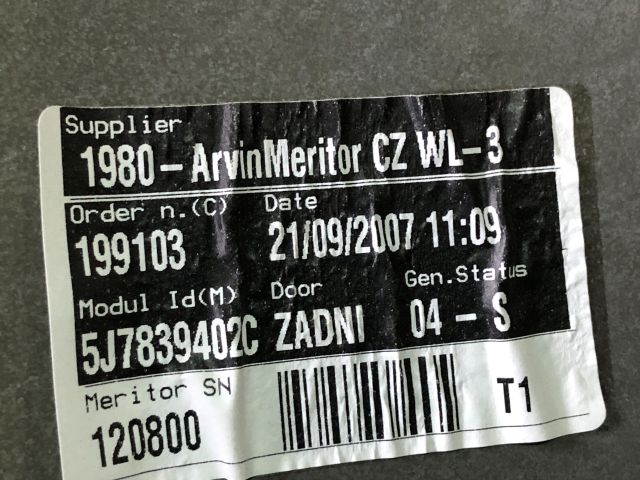 Supplier
1980-ArvinMeritor CZ WL-3
Order n.(C) Date
199103 21/09/2007 11:09
Modul Id(M) Door Gen.Status
5J7839402C ZADNI 04 - S
Meritor SN
120800 T1